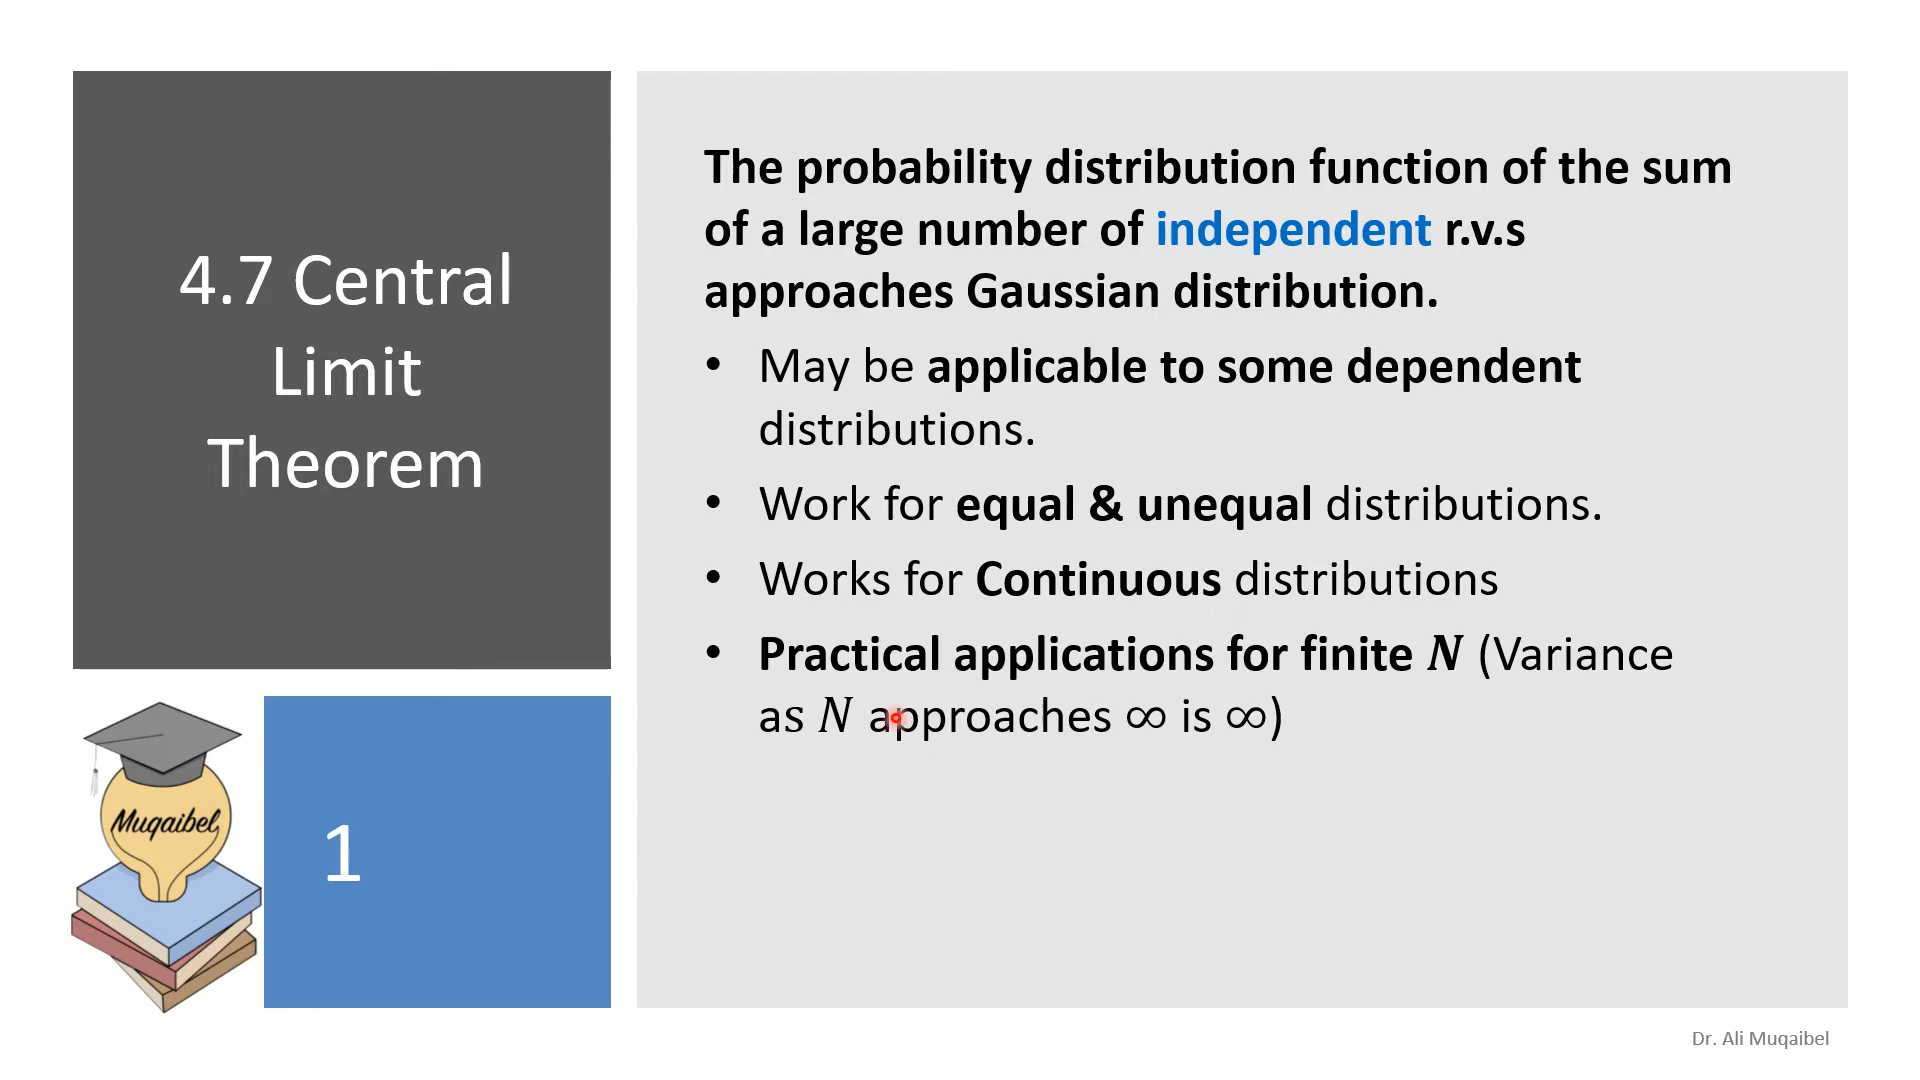 4.7 Central
Limit
Theorem
The probability distribution function of the sum
of a large number of independent r.v.s
approaches Gaussian distribution.
• May be applicable to some dependent
distributions.
• Work for equal & unequal distributions.
• Works for Continuous distributions
• Practical applications for finite N (Variance
as N approaches ∞ is ∞)
Muqaibel
1
Dr. Ali Muqaibel